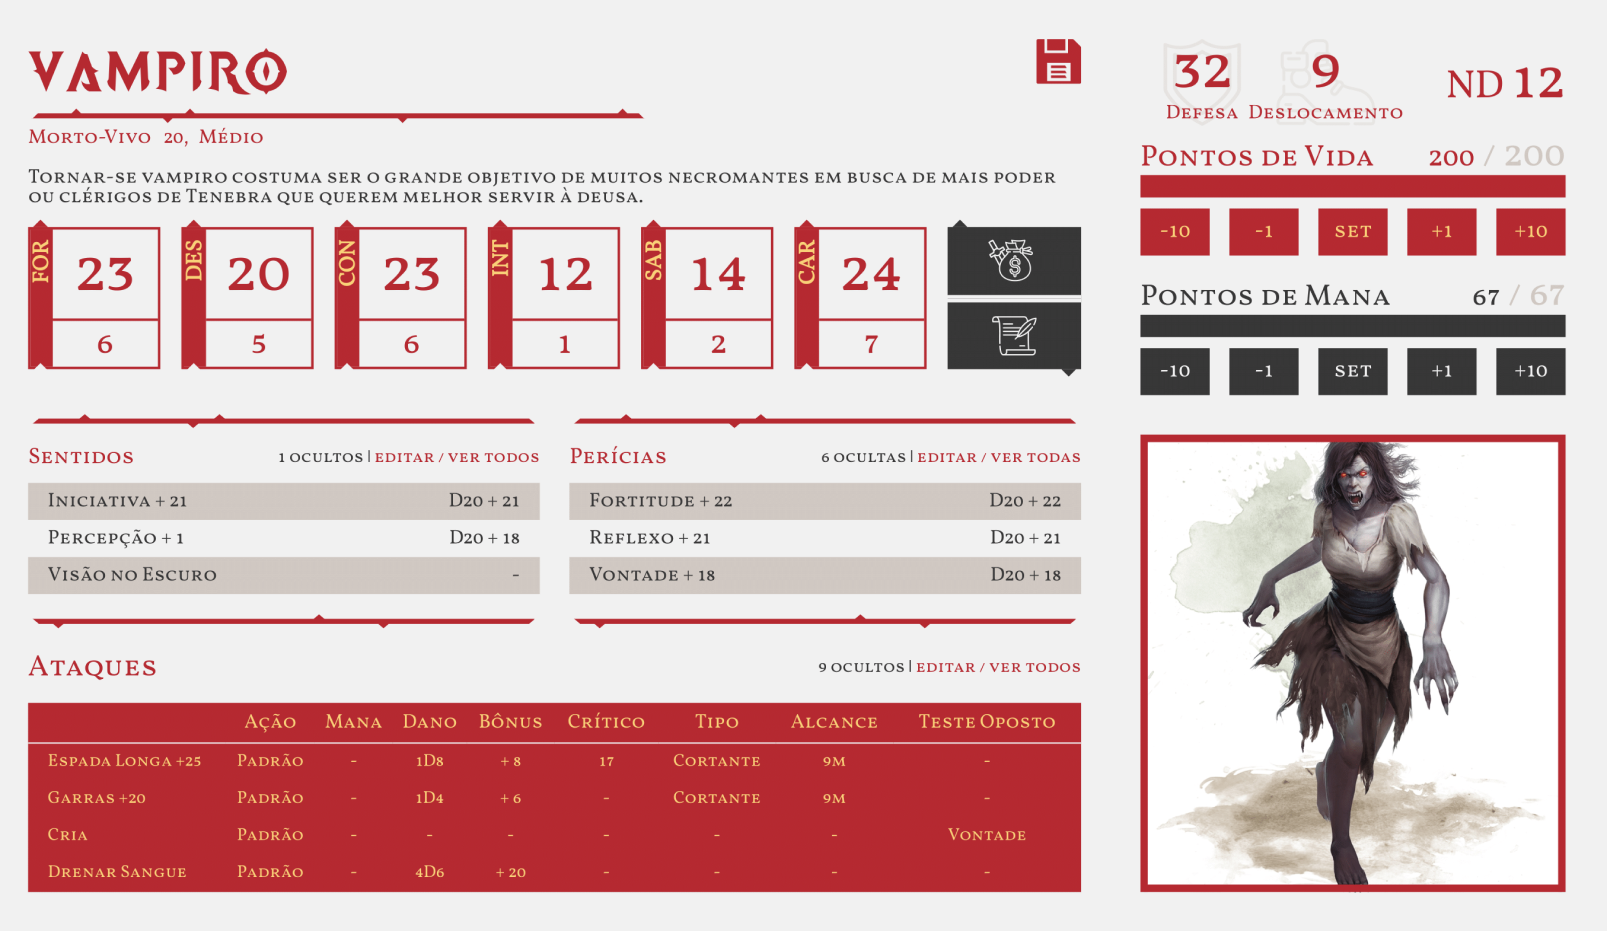 VAMPIRO
MORTO-VIVO 20, MÉDIO
TORNAR-SE VAMPIRO COSTUMA SER O GRANDE OBJETIVO DE MUITOS NECROMANTES EM BUSCA DE MAIS PODER
OU CLÉRIGOS DE TENEBRA QUE QUEREM MELHOR SERVIR À DEUSA.
FOR 23 6
DES 20 5
CON 23 6
INT 12 1
SAB 14 2
CAR 24 7
SENTIDOS 1 OCULTOS | EDITAR / VER TODOS
INICIATIVA + 21 D20 + 21
PERCEPÇÃO + 1 D20 + 18
VISÃO NO ESCURO -
PERÍCIAS 6 OCULTAS | EDITAR / VER TODAS
FORTITUDE + 22 D20 + 22
REFLEXO + 21 D20 + 21
VONTADE + 18 D20 + 18
ATAQUES 9 OCULTOS | EDITAR / VER TODOS
AÇÃO MANA DANO BÔNUS CRÍTICO TIPO ALCANCE TESTE OPOSTO
ESPADA LONGA +25 PADRÃO - 1D8 + 8 17 CORTANTE 9M -
GARRAS +20 PADRÃO - 1D4 + 6 - CORTANTE 9M -
CRIA PADRÃO - - - - - - VONTADE
DRENAR SANGUE PADRÃO - 4D6 + 20 - - - -
32 9 ND 12
DEFESA DESLOCAMENTO
PONTOS DE VIDA 200 / 200
-10 -1 SET +1 +10
PONTOS DE MANA 67 / 67
-10 -1 SET +1 +10